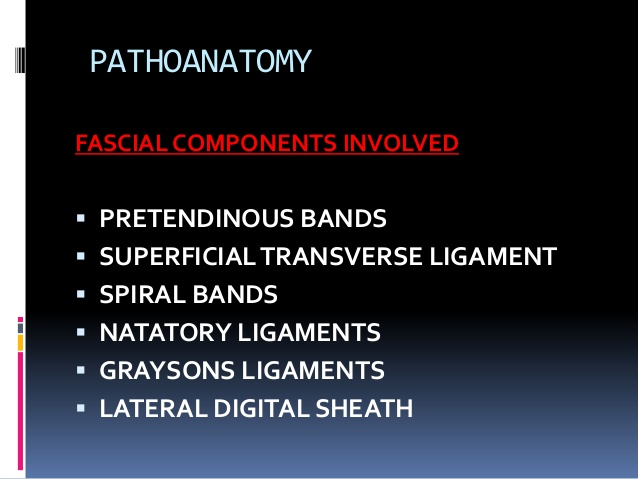 PATHOANATOMY
FASCIAL COMPONENTS INVOLVED
▪ PRETENDINOUS BANDS
▪ SUPERFICIAL TRANSVERSE LIGAMENT
▪ SPIRAL BANDS
▪ NATATORY LIGAMENTS
▪ GRAYSONS LIGAMENTS
▪ LATERAL DIGITAL SHEATH